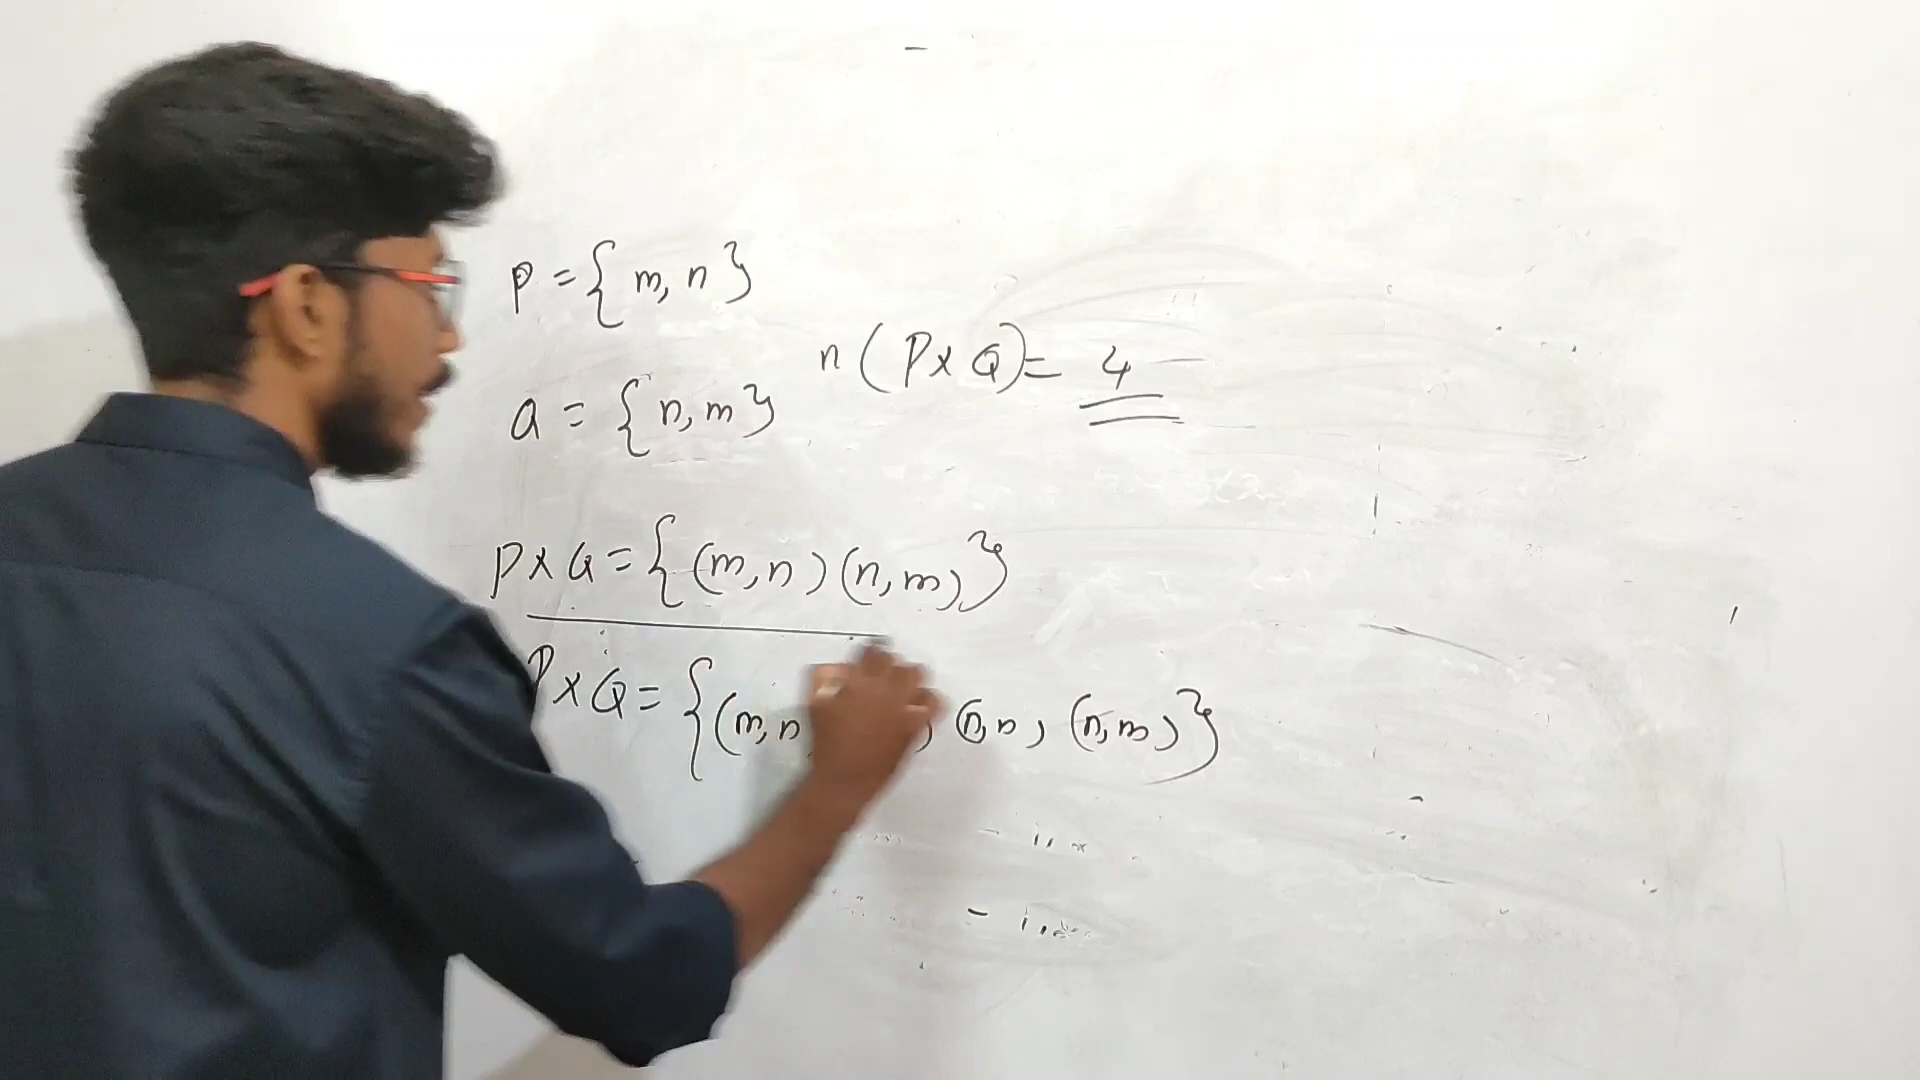 P = { m, n }
n ( P x Q ) = 4
Q = { n, m }
P x Q = { (m, n ) (n, m) }
P x Q = { (m, n , (n, n ) (n, m ) }